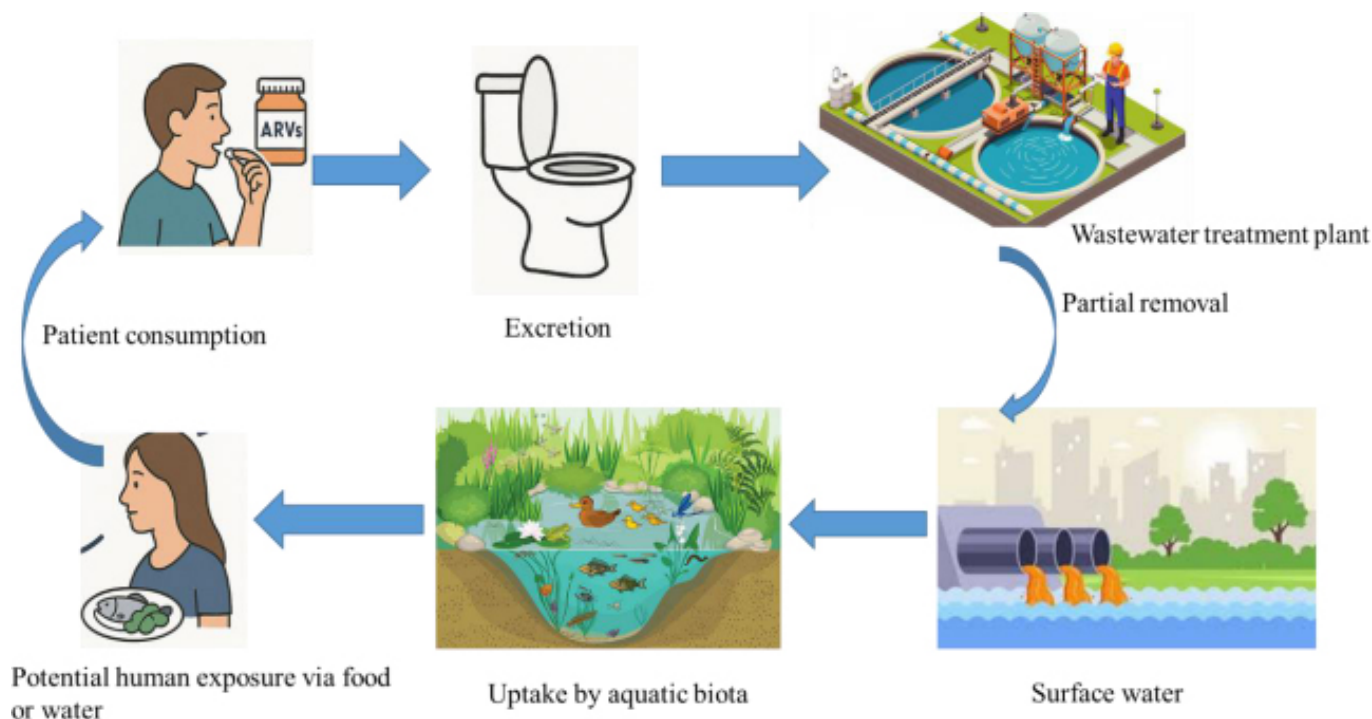 ARVs
Wastewater treatment plant
Partial removal
Patient consumption
Excretion
Potential human exposure via food
or water
Uptake by aquatic biota
Surface water